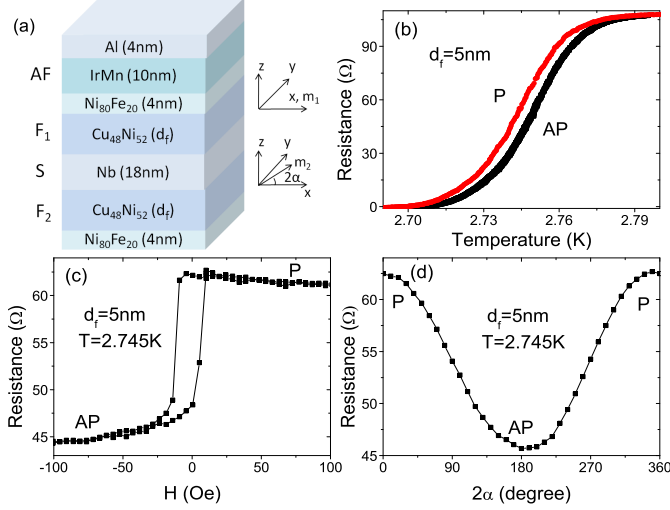 (a)
Al (4nm)
AF
IrMn (10nm)
Ni80Fe20 (4nm)
F1
Cu48Ni52 (df)
S
Nb (18nm)
F2
Cu48Ni52 (df)
Ni80Fe20 (4nm)
z
y
x, m1
z
y
m2
2α
x
(b)
df=5nm
P
AP
Resistance (Ω)
105
90
60
30
0
2.70
2.73
2.76
2.79
Temperature (K)
(c)
P
df=5nm
T=2.745K
AP
Resistance (Ω)
60
55
50
45
-100
-50
0
50
100
H (Oe)
(d)
P
df=5nm
T=2.745K
P
AP
Resistance (Ω)
65
60
55
50
45
0
90
180
270
360
2α (degree)